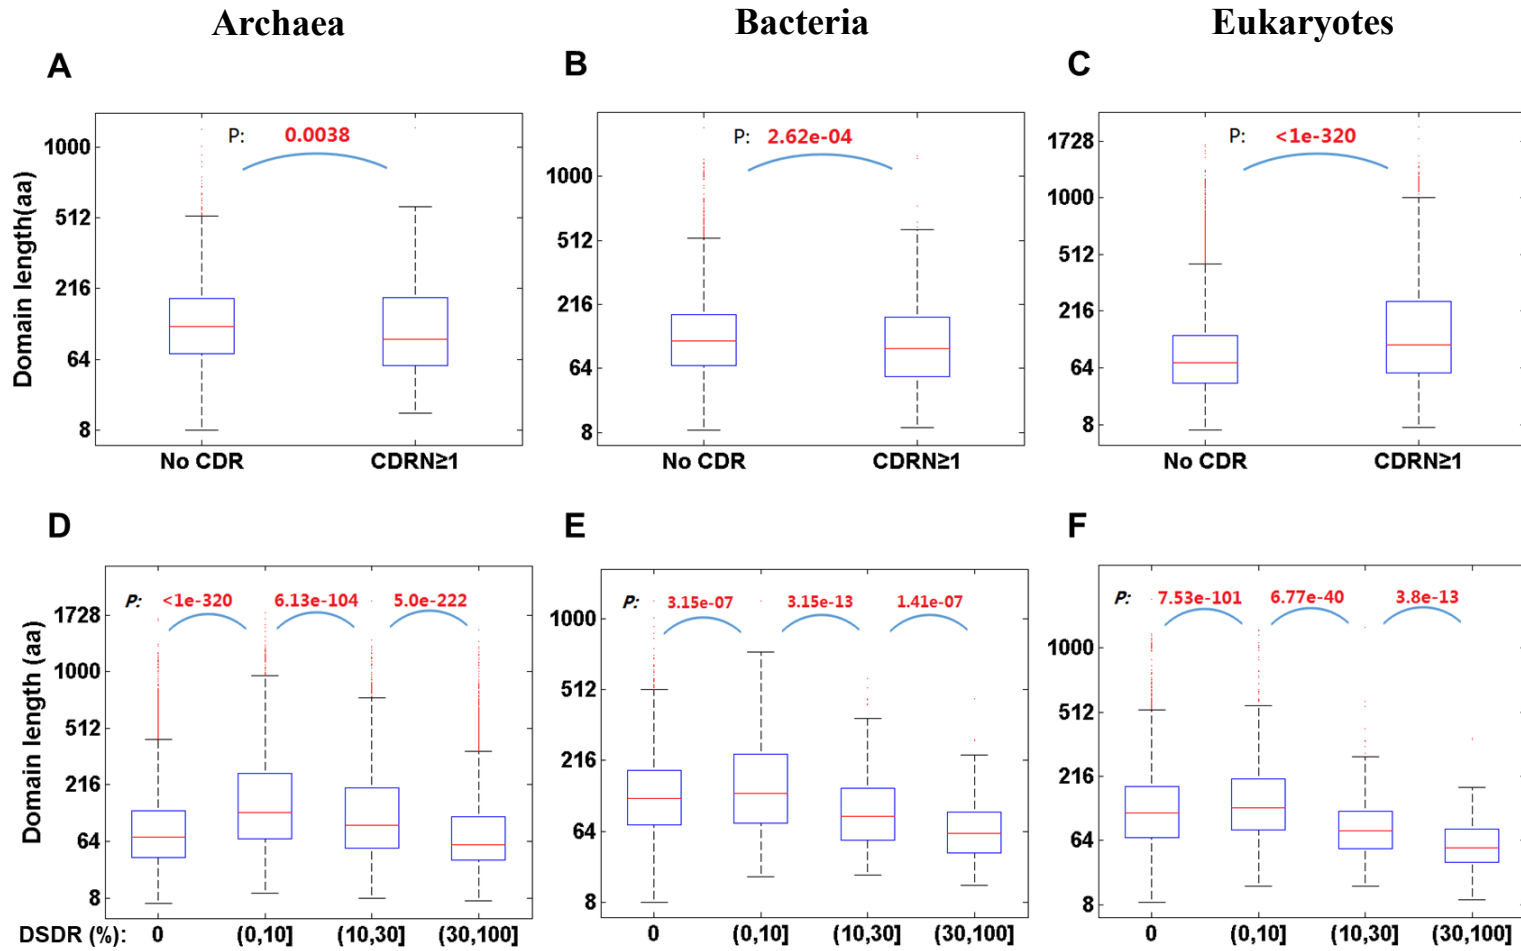 Archaea
Bacteria
Eukaryotes
A
B
C
Domain length(aa)
1000
512
216
64
8
P: 0.0038
No CDR
CDRN≥1
1000
512
216
64
8
P: 2.62e-04
No CDR
CDRN≥1
1728
1000
512
216
64
8
P: <1e-320
No CDR
CDRN≥1
D
E
F
Domain length (aa)
1728
1000
512
216
64
8
P: <1e-320 6.13e-104 5.0e-222
DSDR (%): 0 (0,10] (10,30] (30,100]
1000
512
216
64
8
P: 3.15e-07 3.15e-13 1.41e-07
0 (0,10] (10,30] (30,100]
1000
512
216
64
8
P: 7.53e-101 6.77e-40 3.8e-13
0 (0,10] (10,30] (30,100]